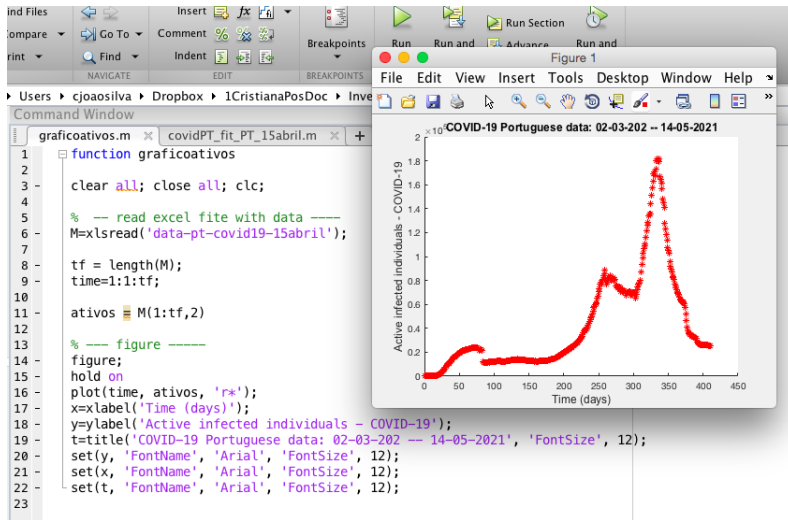 ind Files
Insert fx
Compare Go To Comment
Run Section
rint Find Indent
Breakpoints Run Run and Advance Run and
NAVIGATE EDIT BREAKPOINTS
Users ▸ cjoaosilva ▸ Dropbox ▸ 1CristianaPosDoc ▸ Inve
Command Window
graficoativos.m × covidPT_fit_PT_15abril.m × +
1 function graficoativos
2
3 - clear all; close all; clc;
4
5 % -- read excel fite with data ----
6 - M=xlsread('data-pt-covid19-15abril');
7
8 - tf = length(M);
9 - time=1:1:tf;
10
11 - ativos = M(1:tf,2)
12
13 % --- figure -----
14 - figure;
15 - hold on
16 - plot(time, ativos, 'r*');
17 - x=xlabel('Time (days)');
18 - y=ylabel('Active infected individuals - COVID-19');
19 - t=title('COVID-19 Portuguese data: 02-03-202 -- 14-05-2021', 'FontSize', 12);
20 - set(y, 'FontName', 'Arial', 'FontSize', 12);
21 - set(x, 'FontName', 'Arial', 'FontSize', 12);
22 - set(t, 'FontName', 'Arial', 'FontSize', 12);
23
Figure 1
File Edit View Insert Tools Desktop Window Help
COVID-19 Portuguese data: 02-03-202 -- 14-05-2021
2
1.8
1.6
1.4
1.2
1
0.8
0.6
0.4
0.2
0
Active infected individuals - COVID-19
0 50 100 150 200 250 300 350 400 450
Time (days)